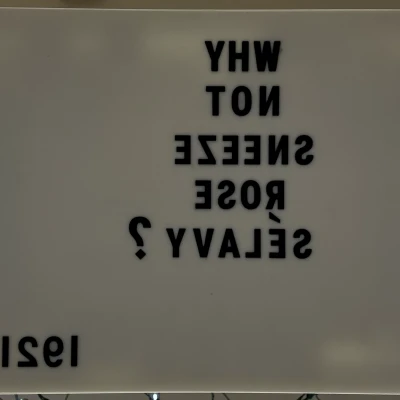 WHY
NOT
SNEEZE
ROSE
SÉLAVY?
1921